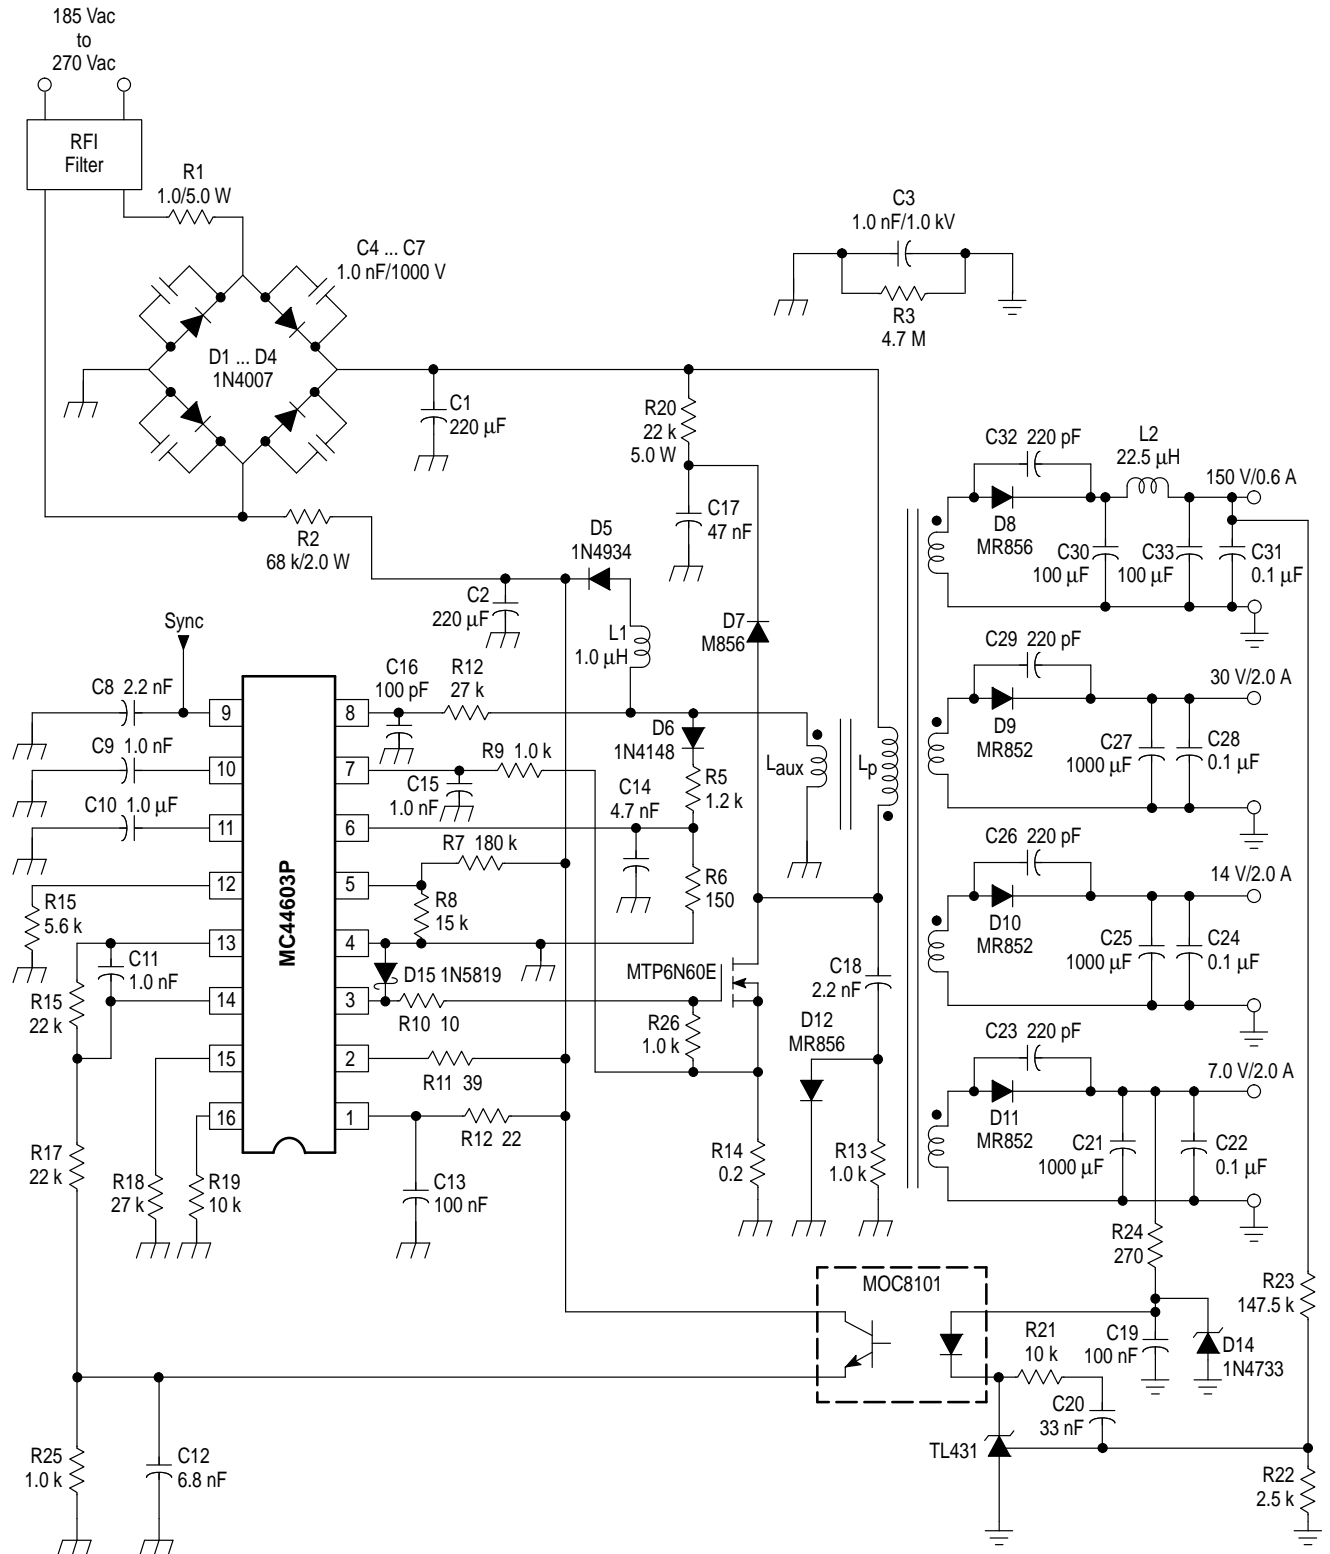 185 Vac
to
270 Vac
RFI
Filter
R1
1.0/5.0 W
C4 ... C7
1.0 nF/1000 V
D1 ... D4
1N4007
C3
1.0 nF/1.0 kV
R3
4.7 M
C1
220 µF
R20
22 k
5.0 W
C17
47 nF
R2
68 k/2.0 W
D5
1N4934
C2
220 µF
L1
1.0 µH
D7
M856
C32 220 pF
L2
22.5 µH
150 V/0.6 A
D8
MR856
C30
100 µF
C33
100 µF
C31
0.1 µF
Sync
C8 2.2 nF
C9 1.0 nF
C10 1.0 µF
9
10
11
12
13
14
15
16
MC44603P
8
7
6
5
4
3
2
1
C16
100 pF
R12
27 k
D6
1N4148
R9 1.0 k
C15
1.0 nF
C14
4.7 nF
R5
1.2 k
R7 180 k
R8
15 k
R6
150
Laux
Lp
C29 220 pF
30 V/2.0 A
D9
MR852
C27
1000 µF
C28
0.1 µF
C26 220 pF
14 V/2.0 A
D10
MR852
C25
1000 µF
C24
0.1 µF
R15
5.6 k
C11
1.0 nF
R15
22 k
D15 1N5819
R10 10
MTP6N60E
R26
1.0 k
C18
2.2 nF
D12
MR856
R11 39
R12 22
C13
100 nF
R14
0.2
R13
1.0 k
C23 220 pF
7.0 V/2.0 A
D11
MR852
C21
1000 µF
C22
0.1 µF
R17
22 k
R18
27 k
R19
10 k
R24
270
MOC8101
R23
147.5 k
R21
10 k
C19
100 nF
D14
1N4733
C20
33 nF
TL431
R25
1.0 k
C12
6.8 nF
R22
2.5 k